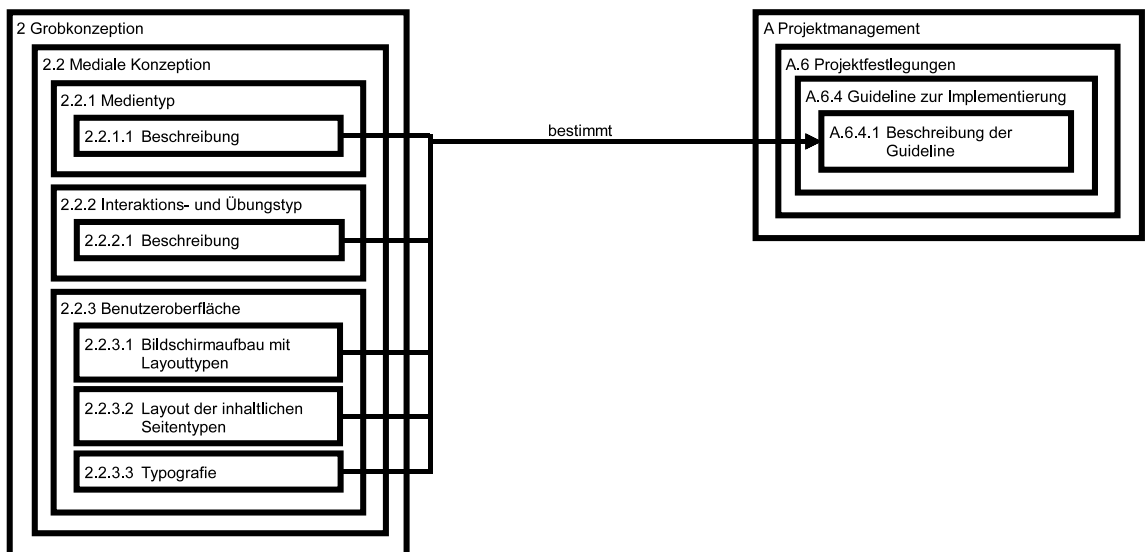 2 Grobkonzeption
2.2 Mediale Konzeption
2.2.1 Medientyp
2.2.1.1 Beschreibung
2.2.2 Interaktions- und Übungstyp
2.2.2.1 Beschreibung
2.2.3 Benutzeroberfläche
2.2.3.1 Bildschirmaufbau mit
Layouttypen
2.2.3.2 Layout der inhaltlichen
Seitentypen
2.2.3.3 Typografie
bestimmt
A Projektmanagement
A.6 Projektfestlegungen
A.6.4 Guideline zur Implementierung
A.6.4.1 Beschreibung der
Guideline